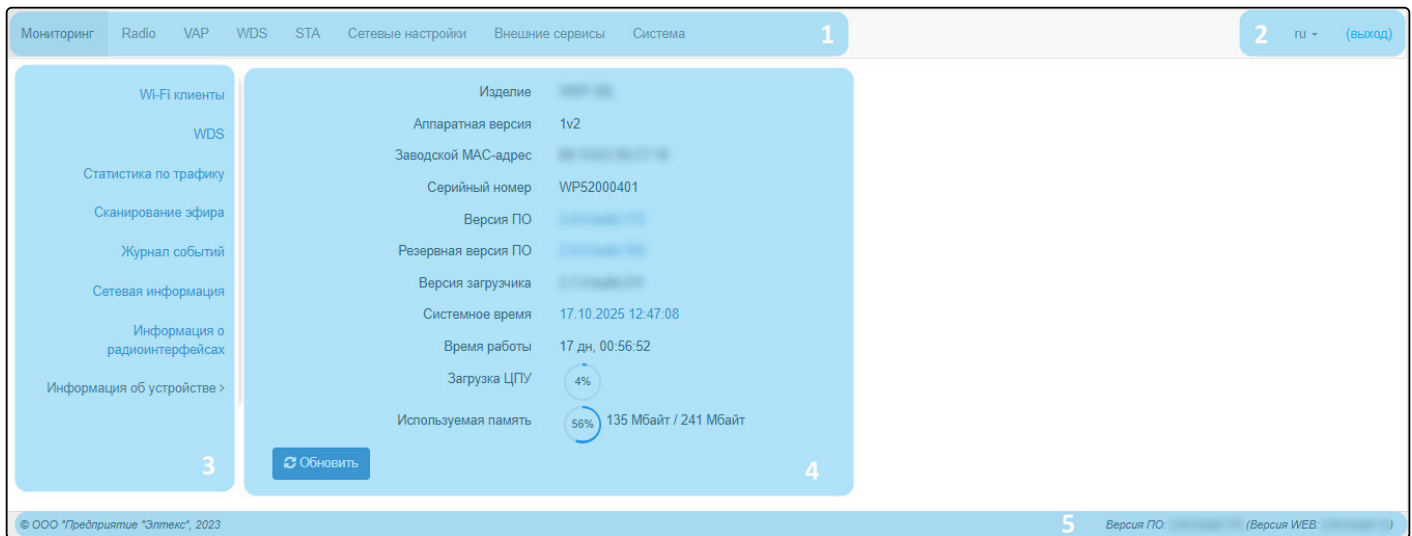 Мониторинг Radio VAP WDS STA Сетевые настройки Внешние сервисы Система 1 2 ru (выход)
Wi-Fi клиенты
WDS
Статистика по трафику
Сканирование эфира
Журнал событий
Сетевая информация
Информация о
радиоинтерфейсах
Информация об устройстве >
3
Изделие
Аппаратная версия 1v2
Заводской MAC-адрес
Серийный номер WP52000401
Версия ПО
Резервная версия ПО
Версия загрузчика
Системное время 17.10.2025 12:47:08
Время работы 17 дн, 00:56:52
Загрузка ЦПУ 4%
Используемая память 56% 135 Мбайт / 241 Мбайт
Обновить
4
© ООО "Предприятие "Элтекс", 2023 5 Версия ПО: (Версия WEB: )